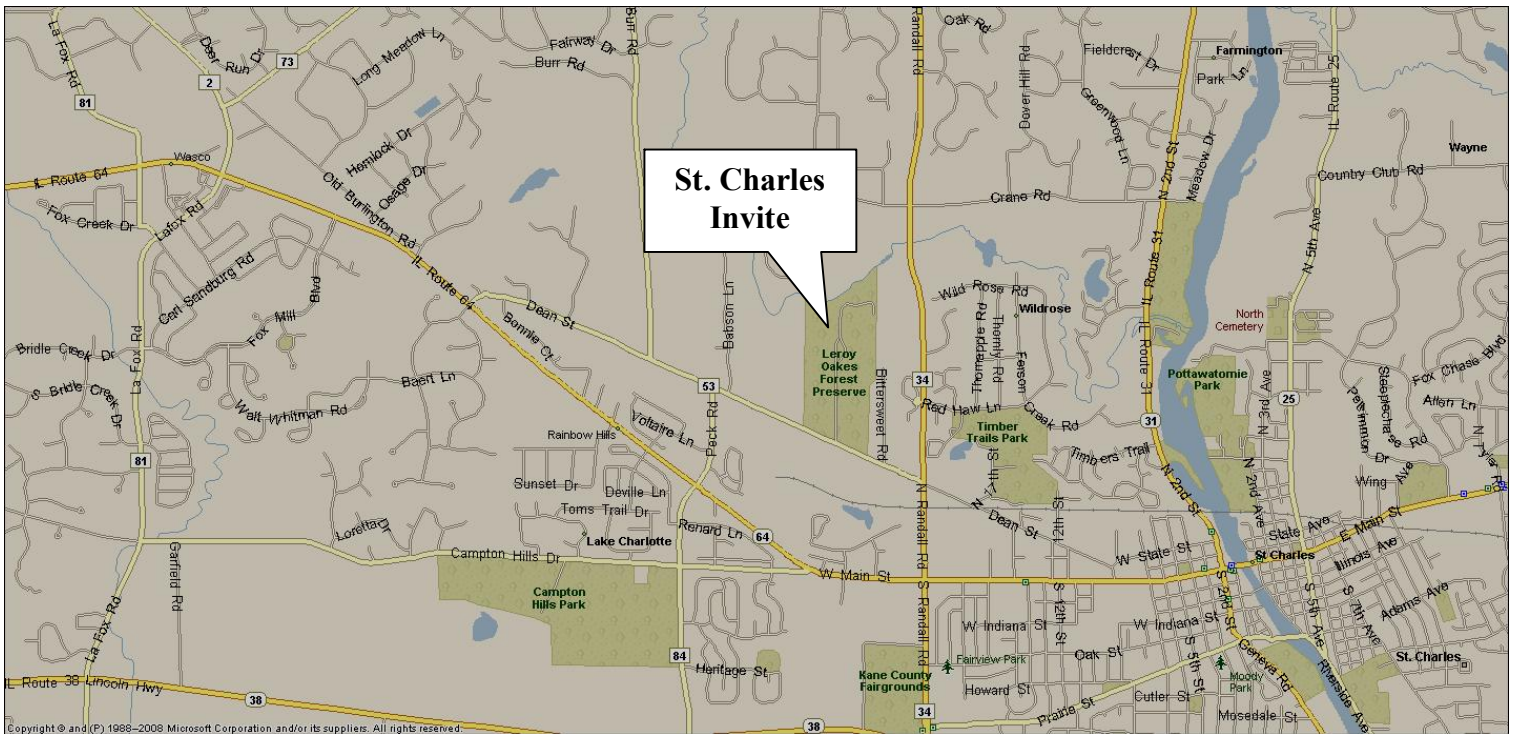 La Fox Rd
Deer Run Dr
73
2
81
Long Meadow Ln
Fairway Dr
Burr Rd
Burr Rd
Randall Rd
Oak Rd
Dover Hill Rd
Fieldcrest Dr
Farmington
Park Ln
Greenwood Ln
Meadow Dr
N 2nd St
IL Route 25
Wayne
Country Club Rd
Wasco
IL Route 64
Hemlock Dr
Osage Dr
Old Burlington Rd
Fox Creek Dr
Lafox Rd
St. Charles
Invite
Crane Rd
IL Route 31
N 5th Ave
Carl Sandburg Rd
Fox Mill Blvd
IL Route 64
Dean St
Bonnie Ct
Babson Ln
Wild Rose Rd
Wildrose
Thornapple Rd
Thornly Rd
Ferson Creek Rd
North
Cemetery
IL Route 31
Bridle Creek Dr
La Fox Rd
S Bridle Creek Dr
Baert Ln
Walt Whitman Rd
53
Leroy
Oakes
Forest
Preserve
Bittersweet Rd
34
Red Haw Ln
Timber
Trails Park
Pottawatomie
Park
N 3rd Ave
25
Fox Chase Blvd
Steeplechase Rd
Persimmon Dr
Allen Ln
N Tyler Rd
Wing Ave
81
Rainbow Hills
Voltaire Ln
Peck Rd
Timbers Trail
31
N 2nd St
N 2nd Ave
Sunset Dr
Deville Ln
Toms Trail Dr
N Randall Rd
N 17th St
Dean St
12th St
Loretta Dr
Renard Ln
64
Lake Charlotte
Campton Hills Dr
W Main St
W State St
State Ave
E Main St
St Charles
Illinois Ave
Garfield Rd
Campton
Hills Park
S Randall Rd
S 12th St
W Indiana St
W Indiana St
S 2nd St
S 5th St
S 5th Ave
S 7th Ave
Adams Ave
La Fox Rd
84
Heritage St
Kane County
Fairgrounds
Fairview Park
Oak St
Howard St
Cutler St
Moody
Park
Geneva Rd
Riverside Ave
St. Charles
IL Route 38 Lincoln Hwy
38
38
34
Prairie St
Mosedale St
Copyright © and (P) 1988–2008 Microsoft Corporation and/or its suppliers. All rights reserved.